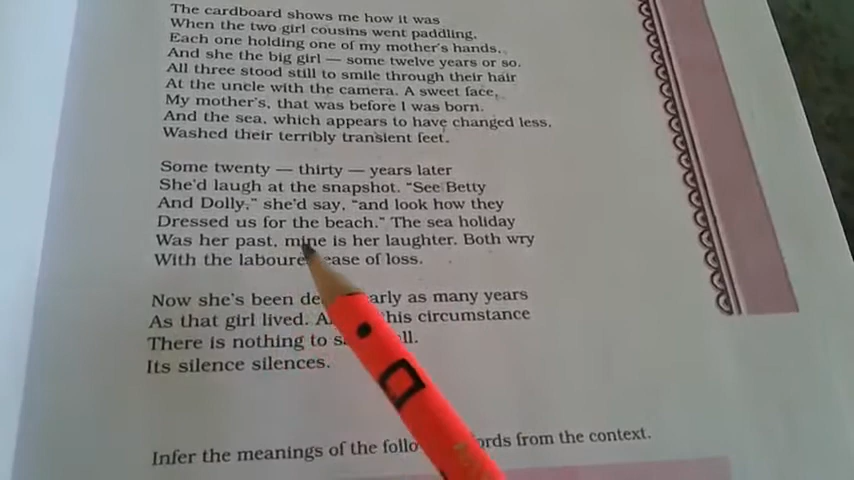 The cardboard shows me how it was
When the two girl cousins went paddling,
Each one holding one of my mother's hands,
And she the big girl — some twelve years or so.
All three stood still to smile through their hair
At the uncle with the camera. A sweet face,
My mother's, that was before I was born.
And the sea, which appears to have changed less,
Washed their terribly transient feet.
Some twenty — thirty — years later
She'd laugh at the snapshot. "See Betty
And Dolly," she'd say, "and look how they
Dressed us for the beach." The sea holiday
Was her past, mine is her laughter. Both wry
With the laboured ease of loss.
Now she's been as many years
As that girl lived. this circumstance
There is nothing to
Its silence silences.
Infer the meanings of the from the context.